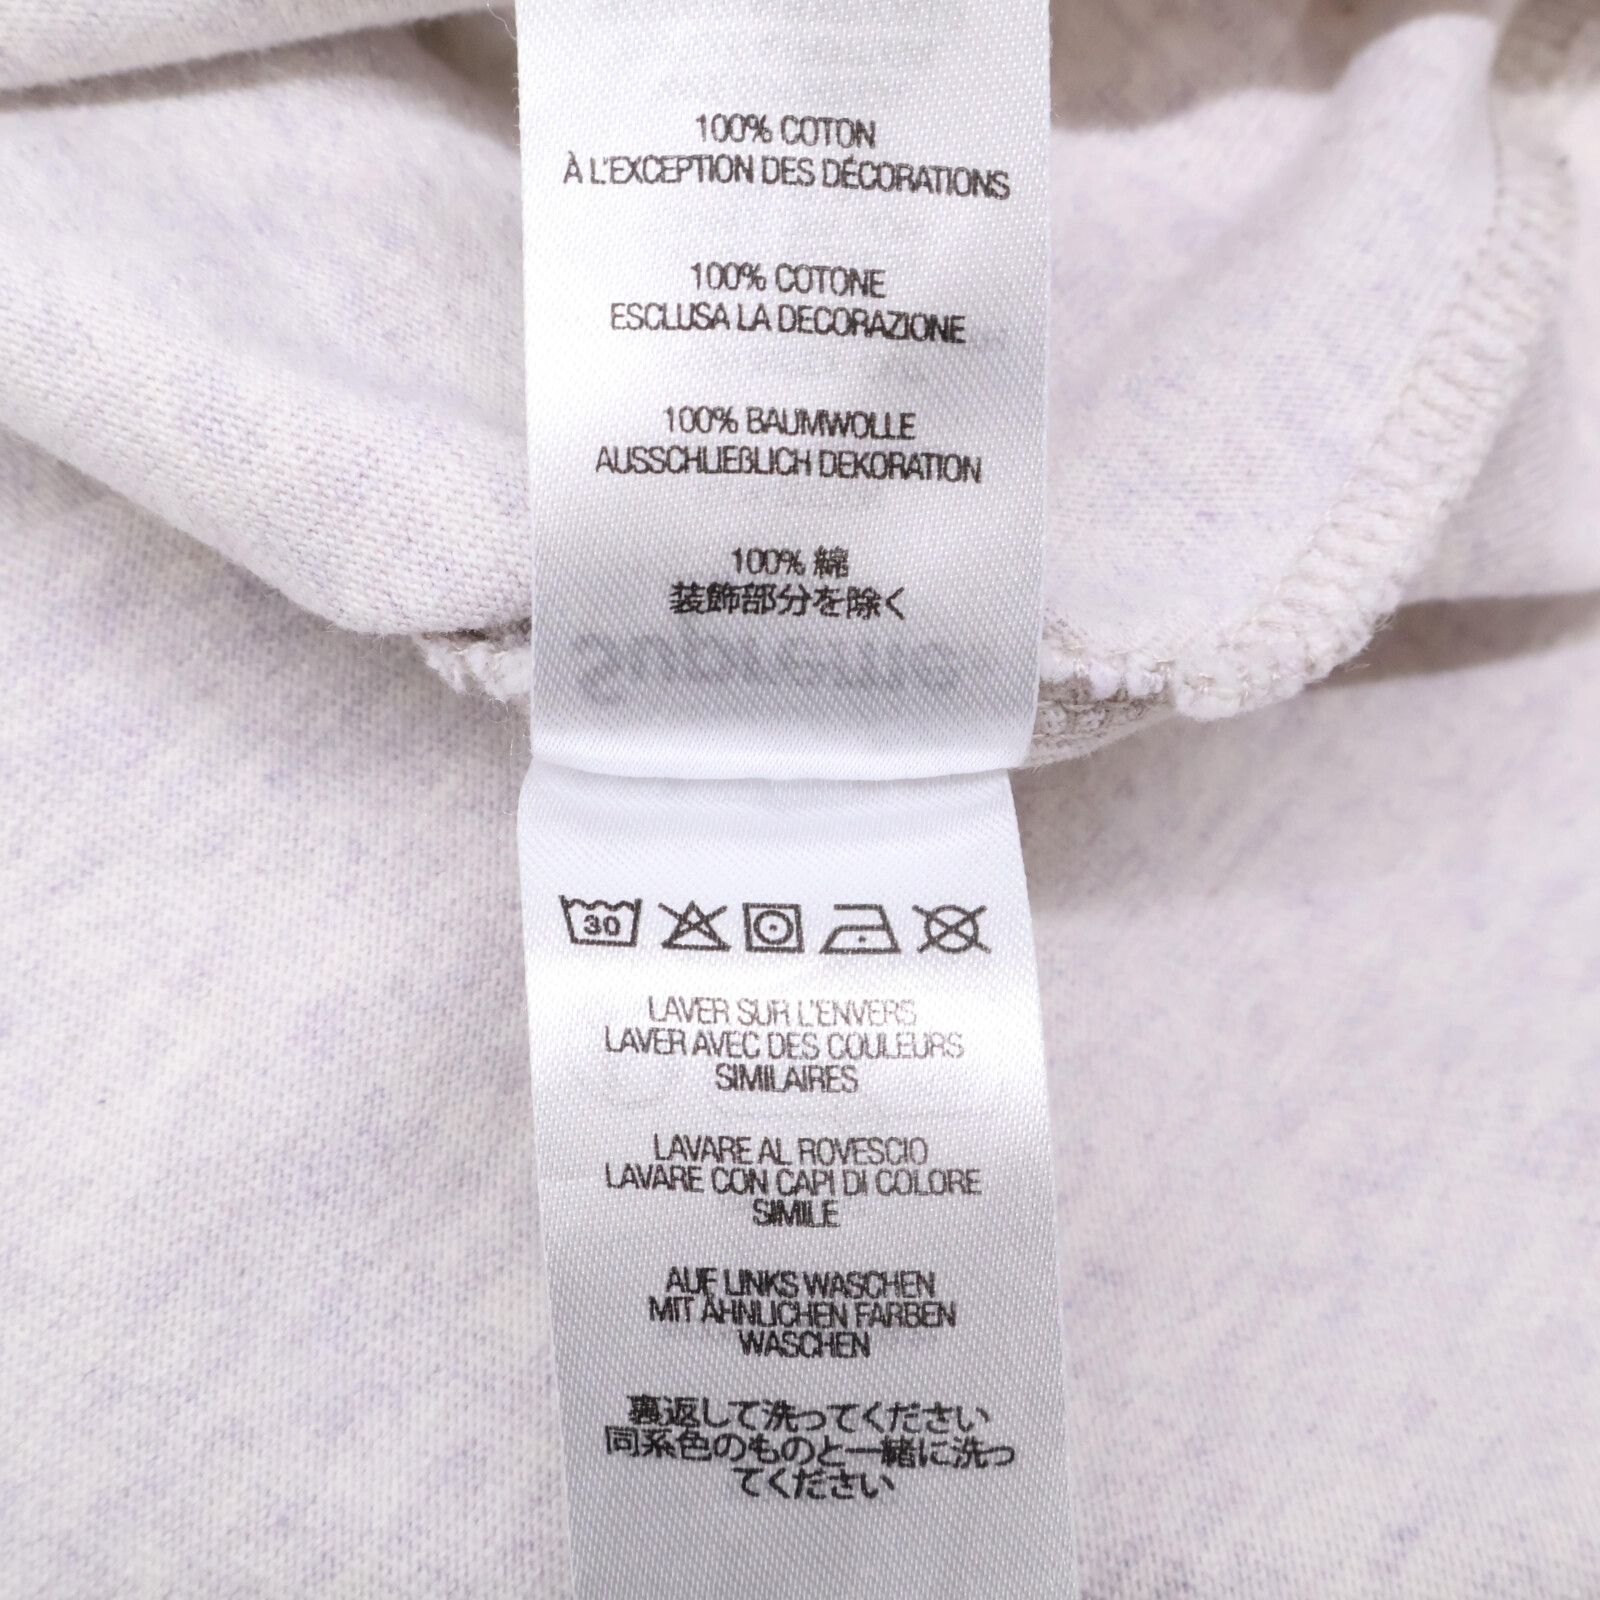 100% COTON
À L'EXCEPTION DES DÉCORATIONS
100% COTONE
ESCLUSA LA DECORAZIONE
100% BAUMWOLLE
AUSSCHLIEßLICH DEKORATION
100% 綿
装飾部分を除く
30
LAVER SUR L'ENVERS
LAVER AVEC DES COULEURS
SIMILAIRES
LAVARE AL ROVESCIO
LAVARE CON CAPI DI COLORE
SIMILE
AUF LINKS WASCHEN
MIT ÄHNLICHEN FARBEN
WASCHEN
裏返して洗ってください
同系色のものと一緒に洗っ
てください